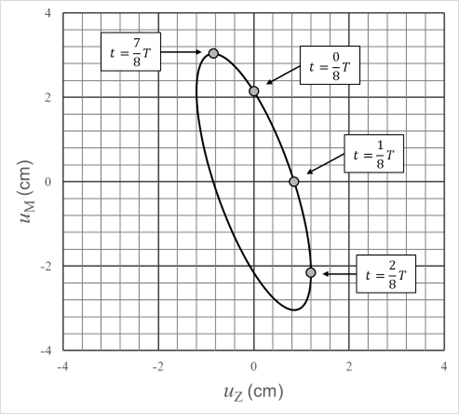 4
t = 7/8 T
t = 0/8 T
2
t = 1/8 T
u_M (cm)
0
-2
t = 2/8 T
-4
-4 -2 0 2 4
u_Z (cm)